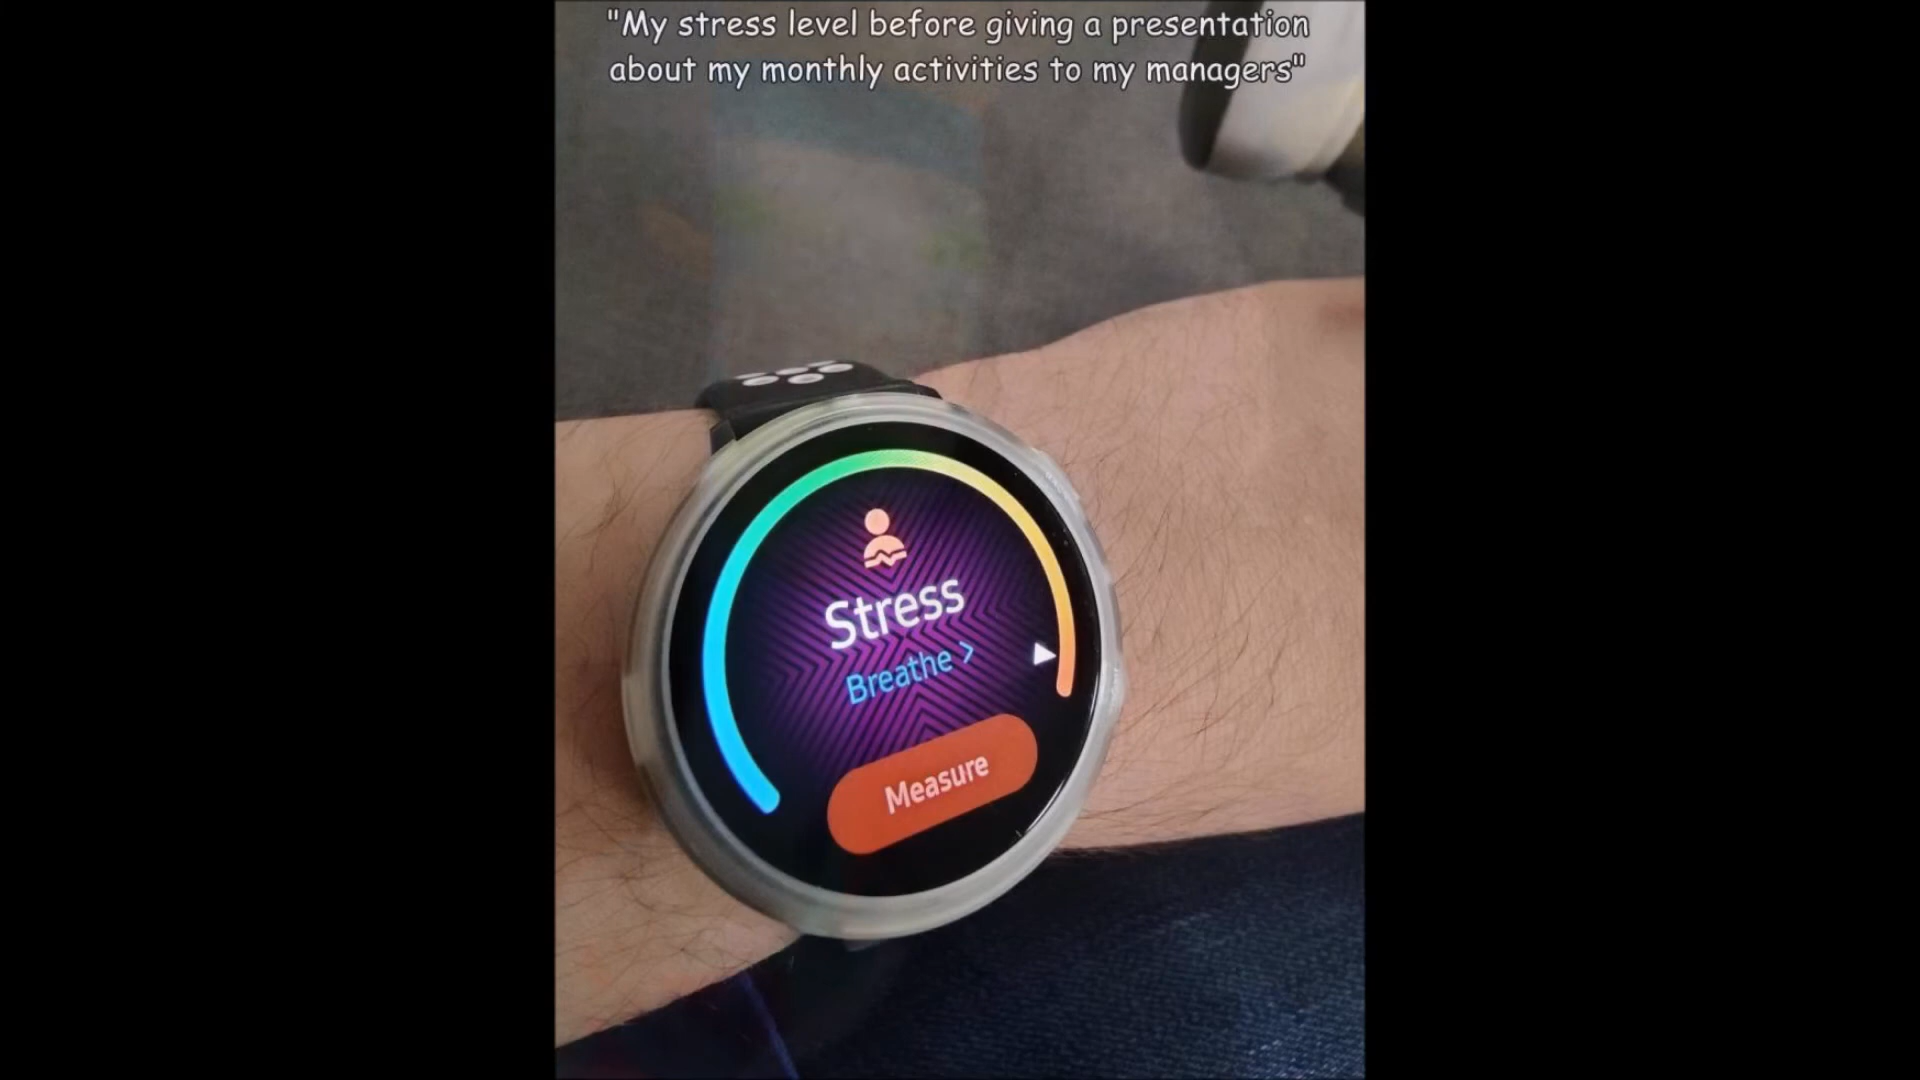 "My stress level before giving a presentation
about my monthly activities to my managers"
Stress
Breathe >
Measure